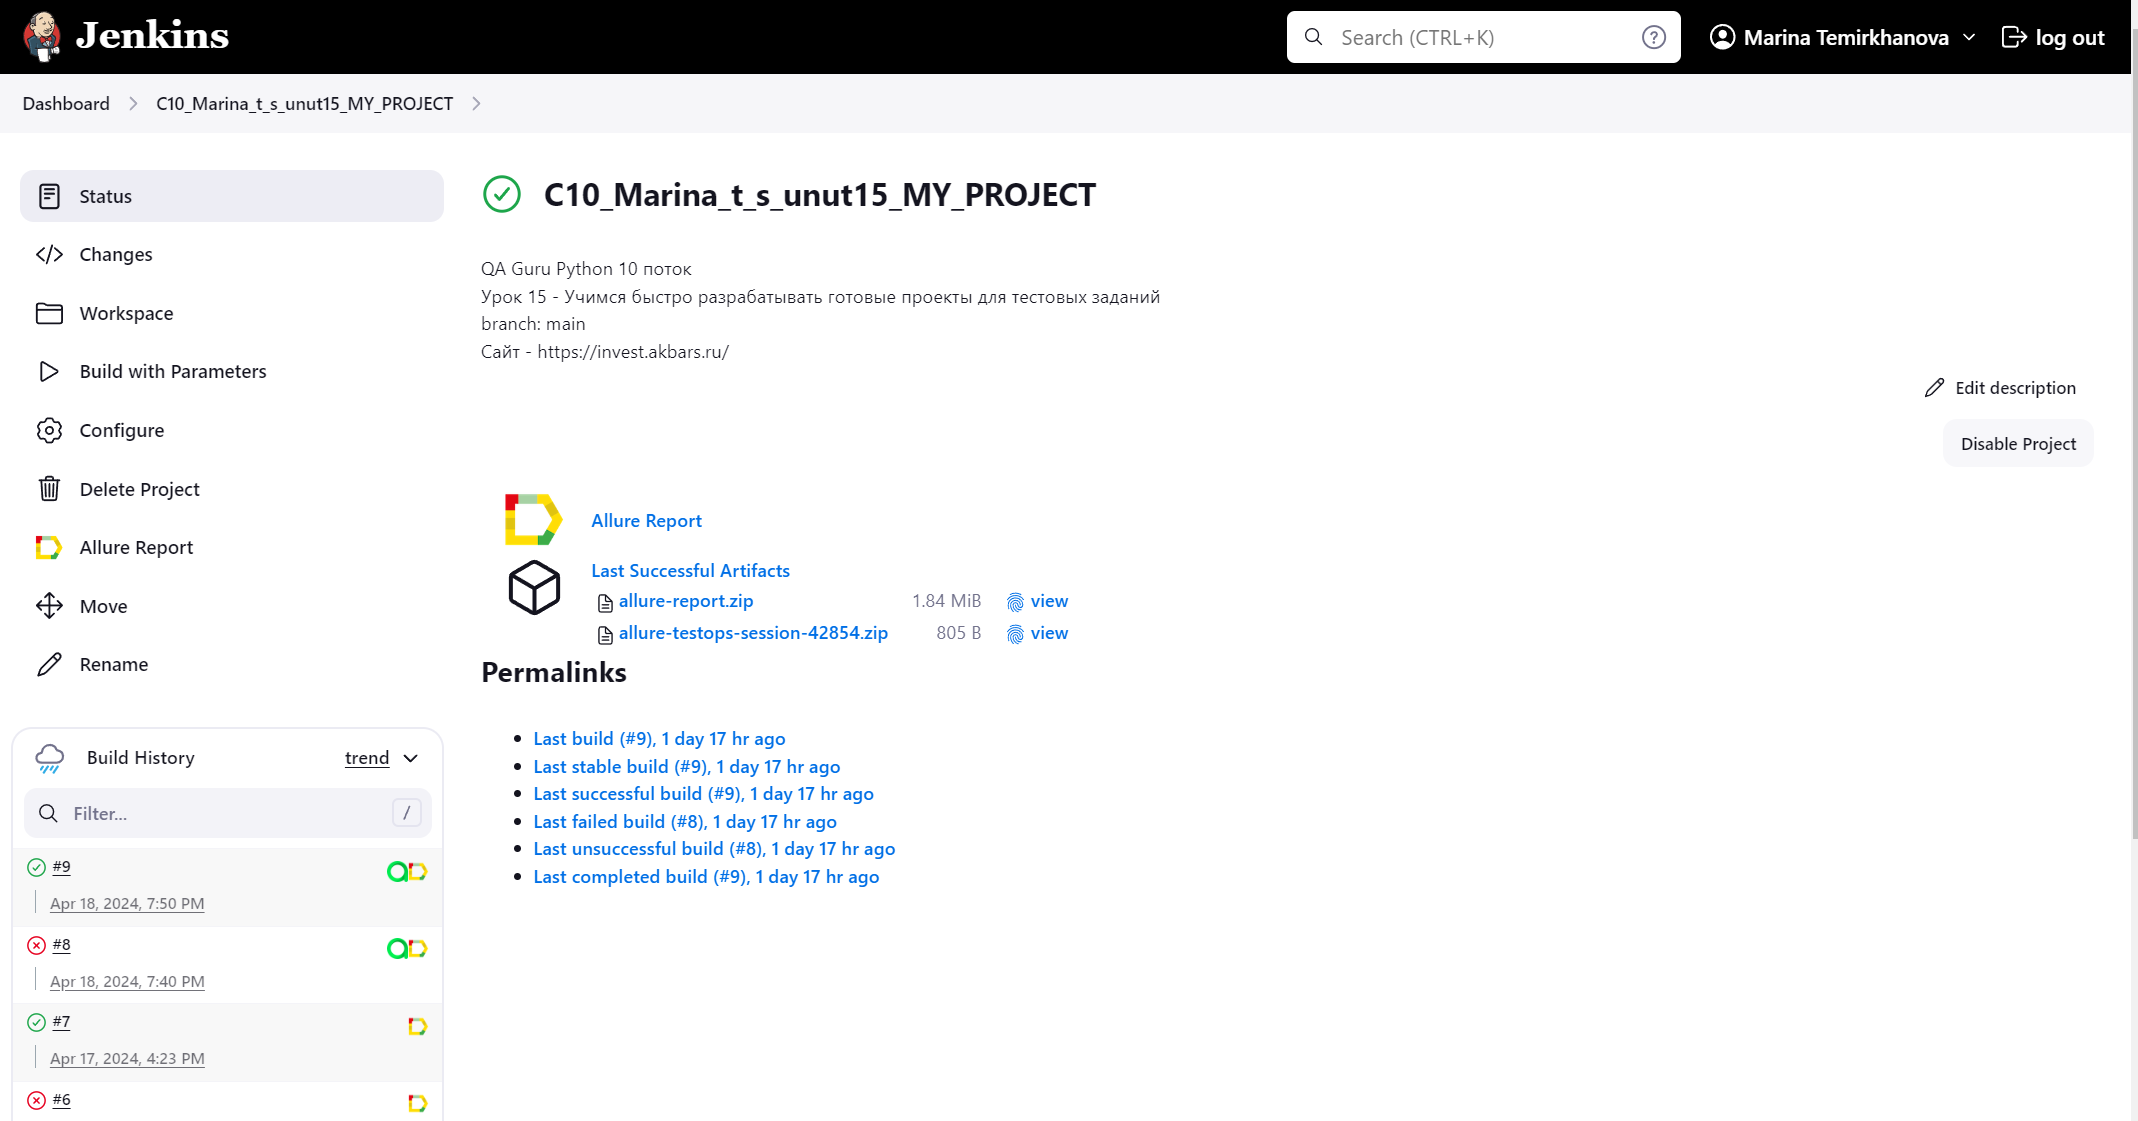 Jenkins
Search (CTRL+K)
Marina Temirkhanova
log out
Dashboard
C10_Marina_t_s_unut15_MY_PROJECT
Status
Changes
Workspace
Build with Parameters
Configure
Delete Project
Allure Report
Move
Rename
Build History
trend
Filter...
/
#9
Apr 18, 2024, 7:50 PM
#8
Apr 18, 2024, 7:40 PM
#7
Apr 17, 2024, 4:23 PM
#6
C10_Marina_t_s_unut15_MY_PROJECT
QA Guru Python 10 поток
Урок 15 - Учимся быстро разрабатывать готовые проекты для тестовых заданий
branch: main
Сайт - https://invest.akbars.ru/
Edit description
Disable Project
Allure Report
Last Successful Artifacts
allure-report.zip 1.84 MiB view
allure-testops-session-42854.zip 805 B view
Permalinks
Last build (#9), 1 day 17 hr ago
Last stable build (#9), 1 day 17 hr ago
Last successful build (#9), 1 day 17 hr ago
Last failed build (#8), 1 day 17 hr ago
Last unsuccessful build (#8), 1 day 17 hr ago
Last completed build (#9), 1 day 17 hr ago